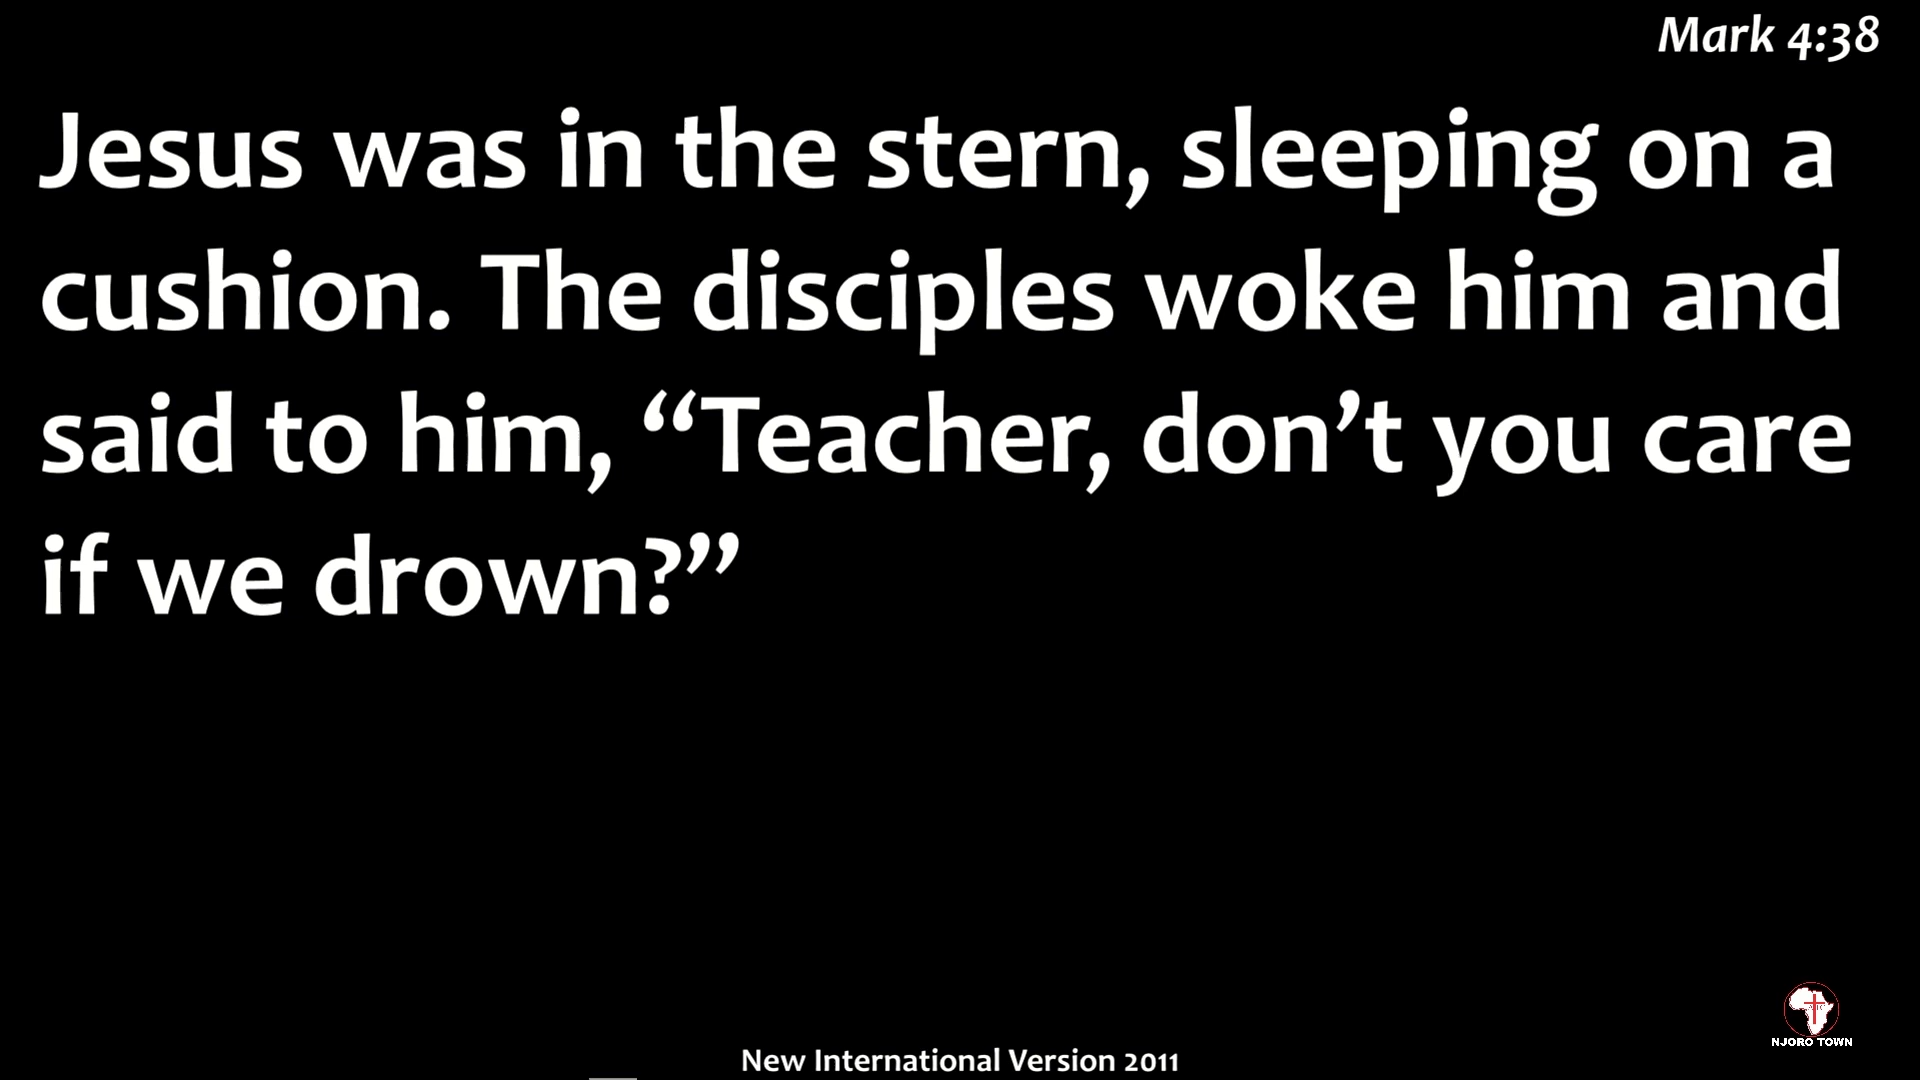 Mark 4:38
Jesus was in the stern, sleeping on a
cushion. The disciples woke him and
said to him, “Teacher, don’t you care
if we drown?”
NJORO TOWN
New International Version 2011